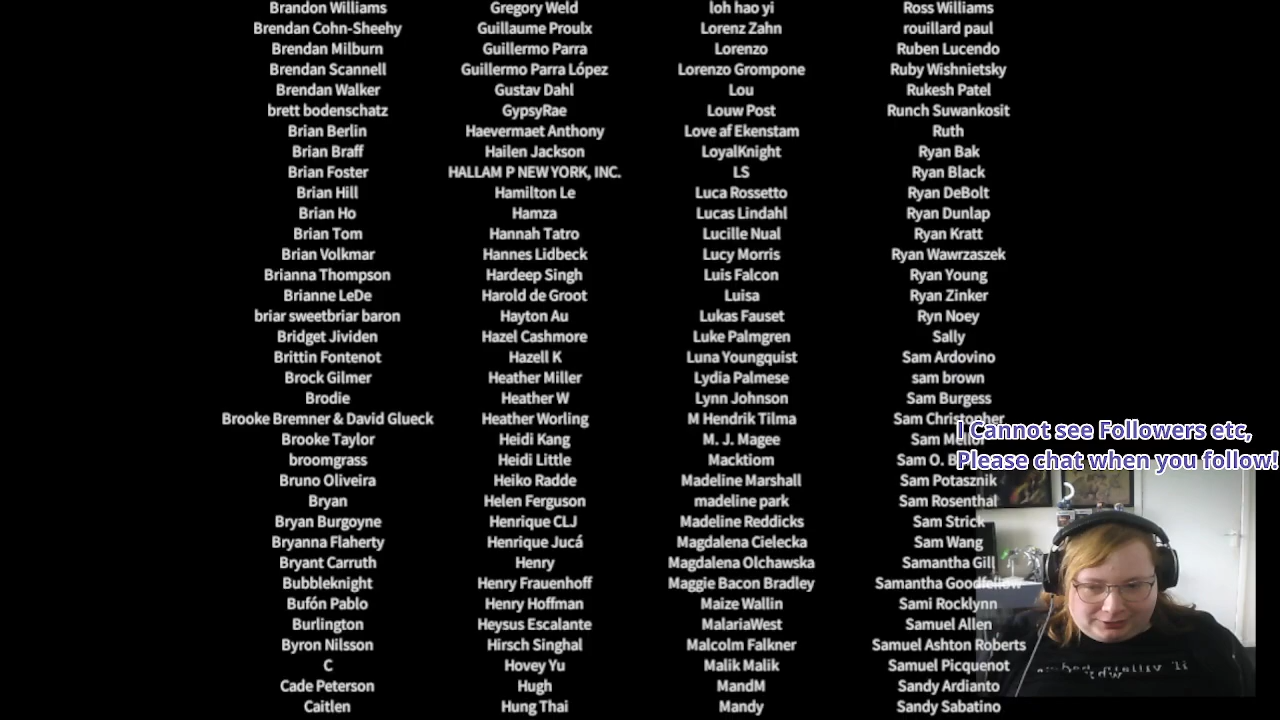 Brandon Williams
Brendan Cohn-Sheehy
Brendan Milburn
Brendan Scannell
Brendan Walker
brett bodenschatz
Brian Berlin
Brian Braff
Brian Foster
Brian Hill
Brian Ho
Brian Tom
Brian Volkmar
Brianna Thompson
Brianne LeDe
briar sweetbriar baron
Bridget Jividen
Brittin Fontenot
Brock Gilmer
Brodie
Brooke Bremner & David Glueck
Brooke Taylor
broomgrass
Bruno Oliveira
Bryan
Bryan Burgoyne
Bryanna Flaherty
Bryant Carruth
Bubbleknight
Bufón Pablo
Burlington
Byron Nilsson
C
Cade Peterson
Caitlen
Gregory Weld
Guillaume Proulx
Guillermo Parra
Guillermo Parra López
Gustav Dahl
GypsyRae
Haevermaet Anthony
Hailen Jackson
HALLAM P NEW YORK, INC.
Hamilton Le
Hamza
Hannah Tatro
Hannes Lidbeck
Hardeep Singh
Harold de Groot
Hayton Au
Hazel Cashmore
Hazell K
Heather Miller
Heather W
Heather Worling
Heidi Kang
Heidi Little
Heiko Radde
Helen Ferguson
Henrique CLJ
Henrique Jucá
Henry
Henry Frauenhoff
Henry Hoffman
Heysus Escalante
Hirsch Singhal
Hovey Yu
Hugh
Hung Thai
loh hao yi
Lorenz Zahn
Lorenzo
Lorenzo Grompone
Lou
Louw Post
Love af Ekenstam
LoyalKnight
LS
Luca Rossetto
Lucas Lindahl
Lucille Nual
Lucy Morris
Luis Falcon
Luisa
Lukas Fauset
Luke Palmgren
Luna Youngquist
Lydia Palmese
Lynn Johnson
M Hendrik Tilma
M. J. Magee
Macktiom
Madeline Marshall
madeline park
Madeline Reddicks
Magdalena Cielecka
Magdalena Olchawska
Maggie Bacon Bradley
Maize Wallin
MalariaWest
Malcolm Falkner
Malik Malik
MandM
Mandy
Ross Williams
rouillard paul
Ruben Lucendo
Ruby Wishnietsky
Rukesh Patel
Runch Suwankosit
Ruth
Ryan Bak
Ryan Black
Ryan DeBolt
Ryan Dunlap
Ryan Kratt
Ryan Wawrzaszek
Ryan Young
Ryan Zinker
Ryn Noey
Sally
Sam Ardovino
sam brown
Sam Burgess
Sam Christopher
Sam Mellor
Sam O.
Sam Potasznik
Sam Rosenthal
Sam Strick
Sam Wang
Samantha Gill
Samantha Goodfellow
Sami Rocklynn
Samuel Allen
Samuel Ashton Roberts
Samuel Picquenot
Sandy Ardianto
Sandy Sabatino
I Cannot see Followers etc,
Please chat when you follow!